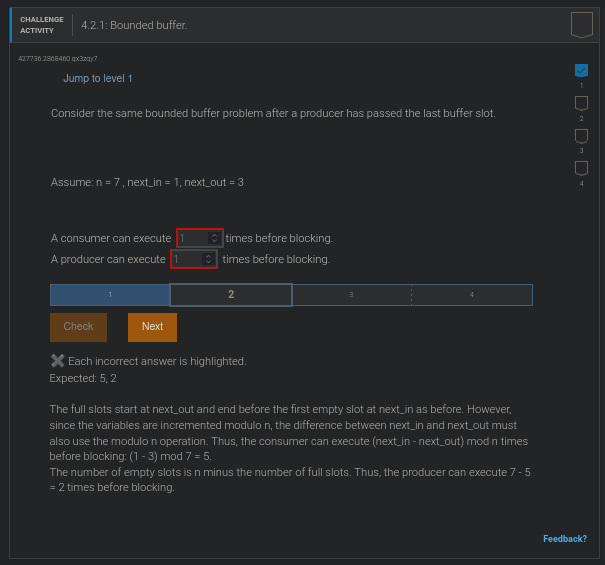 CHALLENGE ACTIVITY
4.2.1: Bounded buffer.
427736.2868460.qx3zqy7
Jump to level 1
1
Consider the same bounded buffer problem after a producer has passed the last buffer slot.
2
3
4
Assume: n = 7 , next_in = 1, next_out = 3
A consumer can execute 1 times before blocking.
A producer can execute 1 times before blocking.
1 2 3 4
Check Next
Each incorrect answer is highlighted.
Expected: 5, 2
The full slots start at next_out and end before the first empty slot at next_in as before. However,
since the variables are incremented modulo n, the difference between next_in and next_out must
also use the modulo n operation. Thus, the consumer can execute (next_in - next_out) mod n times
before blocking: (1 - 3) mod 7 = 5.
The number of empty slots is n minus the number of full slots. Thus, the producer can execute 7 - 5
= 2 times before blocking.
Feedback?